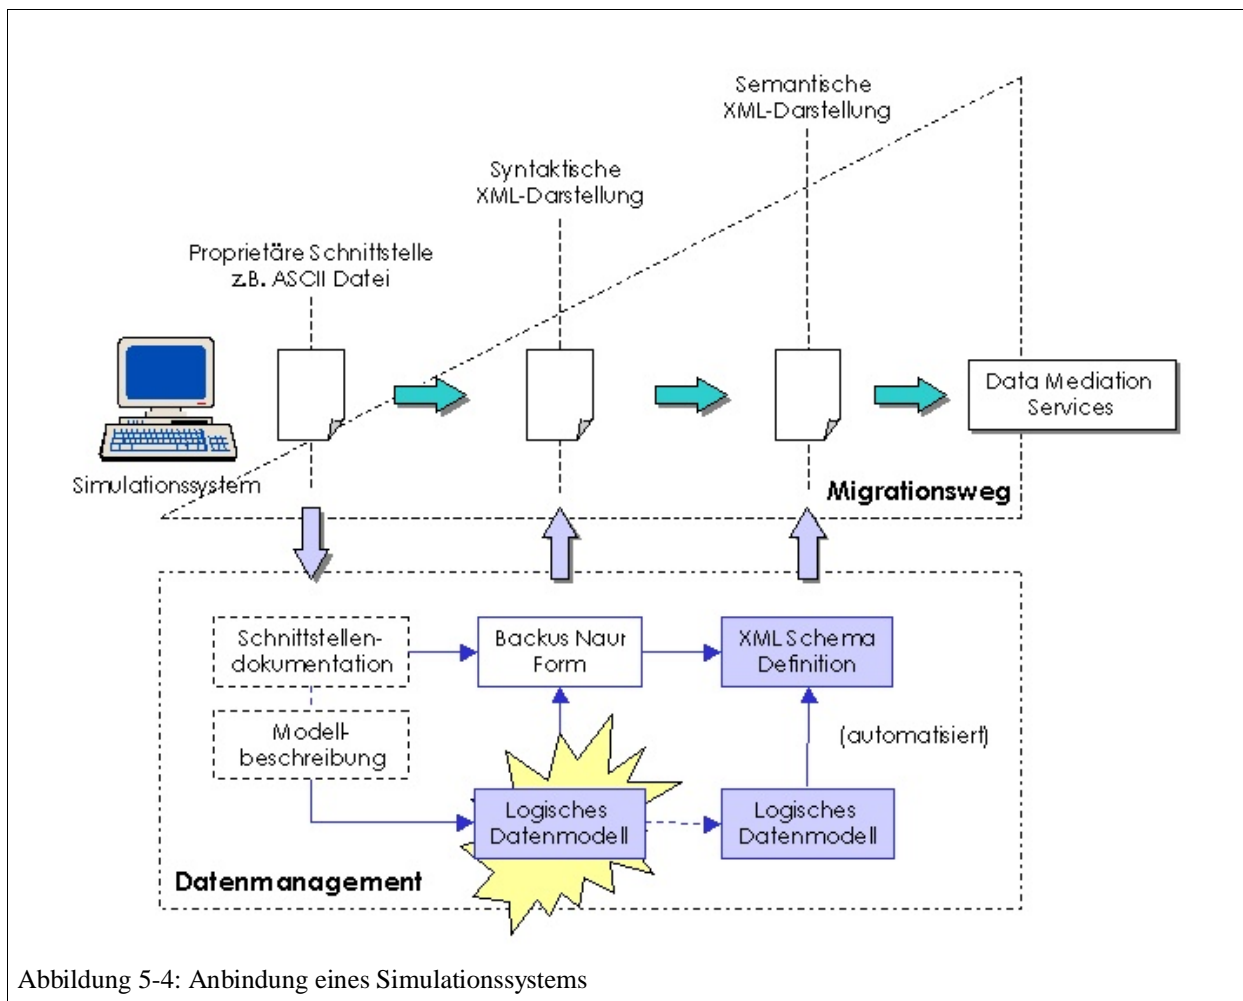 Semantische
XML-Darstellung
Syntaktische
XML-Darstellung
Proprietäre Schnittstelle
z.B. ASCII Datei
Simulationssystem
Data Mediation
Services
Migrationsweg
Schnittstellen-
dokumentation
Backus Naur
Form
XML Schema
Definition
Modell-
beschreibung
(automatisiert)
Logisches
Datenmodell
Logisches
Datenmodell
Datenmanagement
Abbildung 5-4: Anbindung eines Simulationssystems